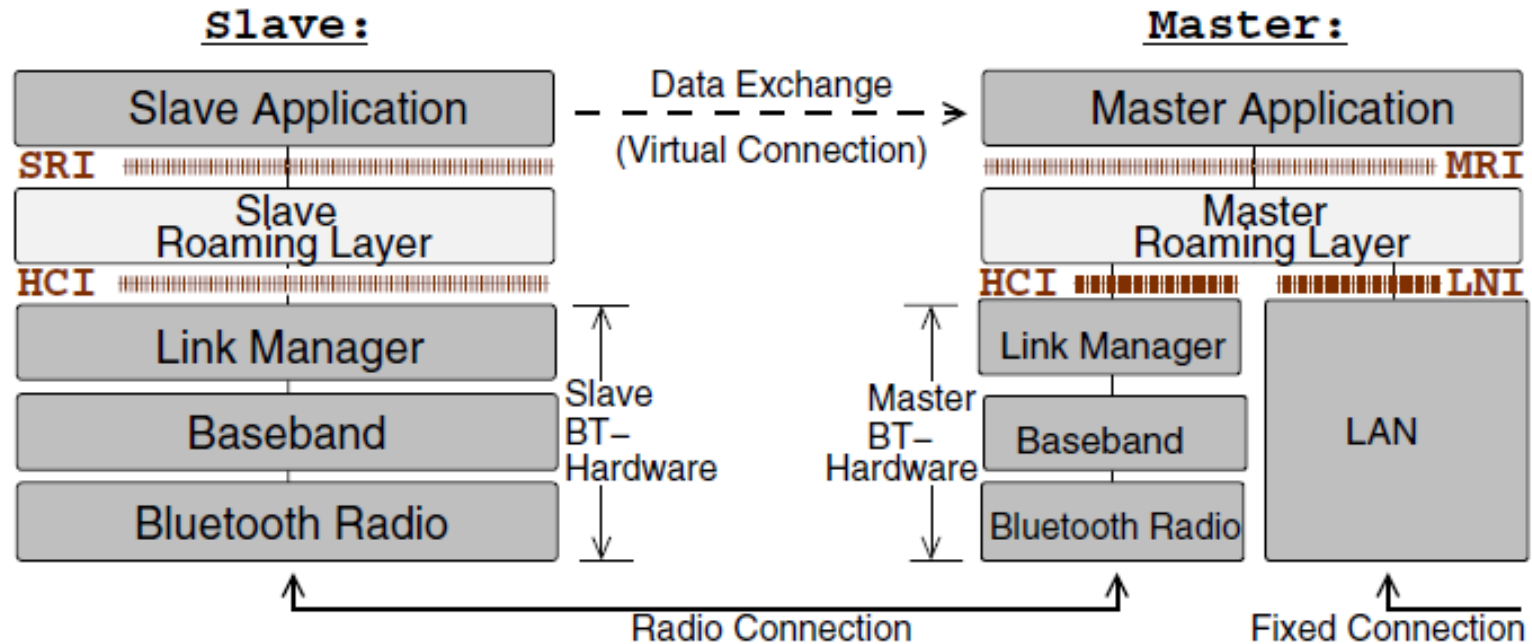 Slave:
Master:
Slave Application
Data Exchange
(Virtual Connection)
Master Application
SRI
MRI
Slave
Roaming Layer
Master
Roaming Layer
HCI
HCI
LNI
Link Manager
Slave
BT-
Hardware
Master
BT-
Hardware
Link Manager
LAN
Baseband
Baseband
Bluetooth Radio
Bluetooth Radio
Radio Connection
Fixed Connection